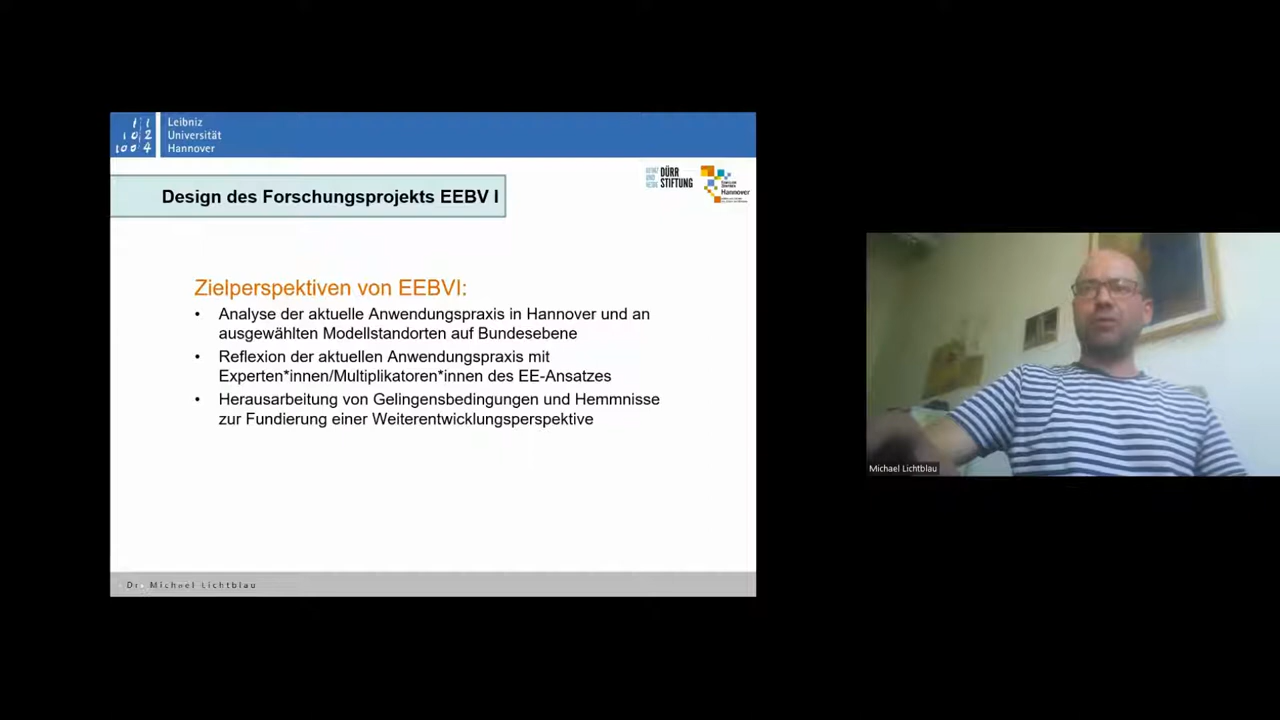 Leibniz
Universität
Hannover
Design des Forschungsprojekts EEBV I
DÜRR
STIFTUNG
Hannover
Zielperspektiven von EEBVI:
• Analyse der aktuelle Anwendungspraxis in Hannover und an
ausgewählten Modellstandorten auf Bundesebene
• Reflexion der aktuellen Anwendungspraxis mit
Experten*innen/Multiplikatoren*innen des EE-Ansatzes
• Herausarbeitung von Gelingensbedingungen und Hemmnisse
zur Fundierung einer Weiterentwicklungsperspektive
Dr. Michael Lichtblau
Michael Lichtblau